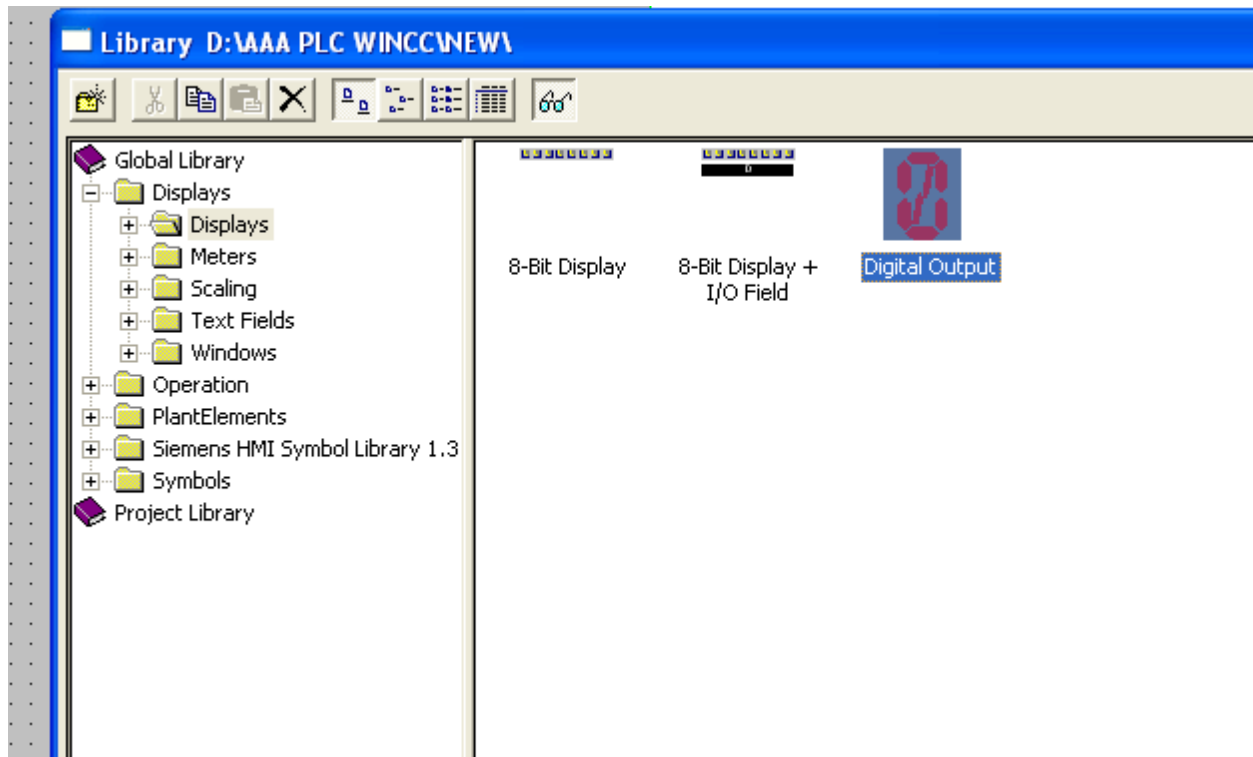 Library D:\AAA PLC WINCC\NEW\
Global Library
Displays
Displays
Meters
Scaling
Text Fields
Windows
Operation
PlantElements
Siemens HMI Symbol Library 1.3
Symbols
Project Library
8-Bit Display
8-Bit Display +
I/O Field
Digital Output